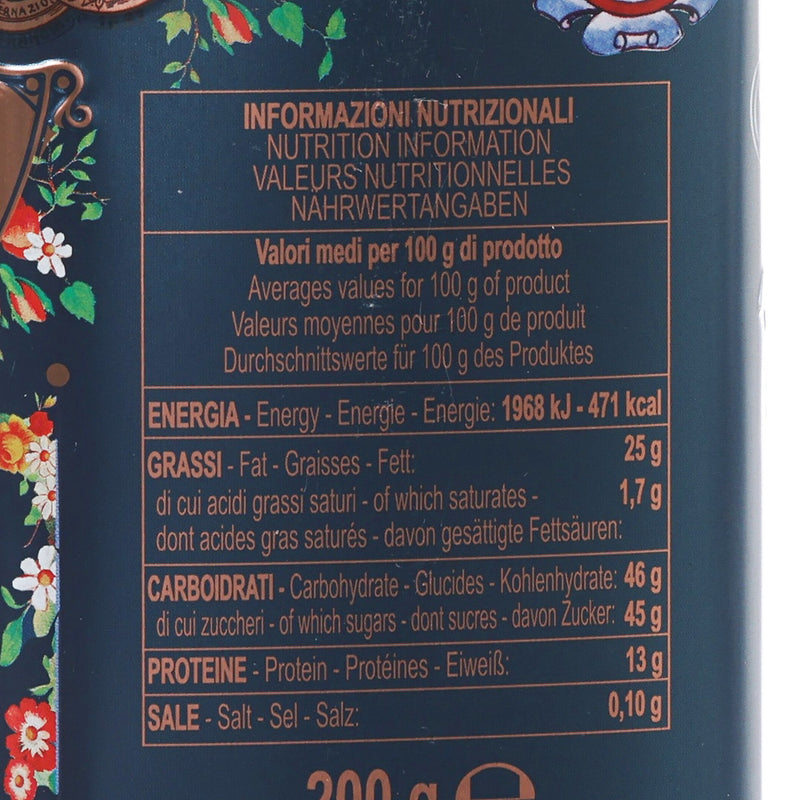 ERNAZIO
INFORMAZIONI NUTRIZIONALI
NUTRITION INFORMATION
VALEURS NUTRITIONNELLES
NÄHRWERTANGABEN
Valori medi per 100 g di prodotto
Averages values for 100 g of product
Valeurs moyennes pour 100 g de produit
Durchschnittswerte für 100 g des Produktes
ENERGIA - Energy - Energie - Energie: 1968 kJ - 471 kcal
GRASSI - Fat - Graisses - Fett: 25 g
di cui acidi grassi saturi - of which saturates - 1,7 g
dont acides gras saturés - davon gesättigte Fettsäuren:
CARBOIDRATI - Carbohydrate - Glucides - Kohlenhydrate: 46 g
di cui zuccheri - of which sugars - dont sucres - davon Zucker: 45 g
PROTEINE - Protein - Protéines - Eiweiß: 13 g
SALE - Salt - Sel - Salz: 0,10 g
200 g ℮